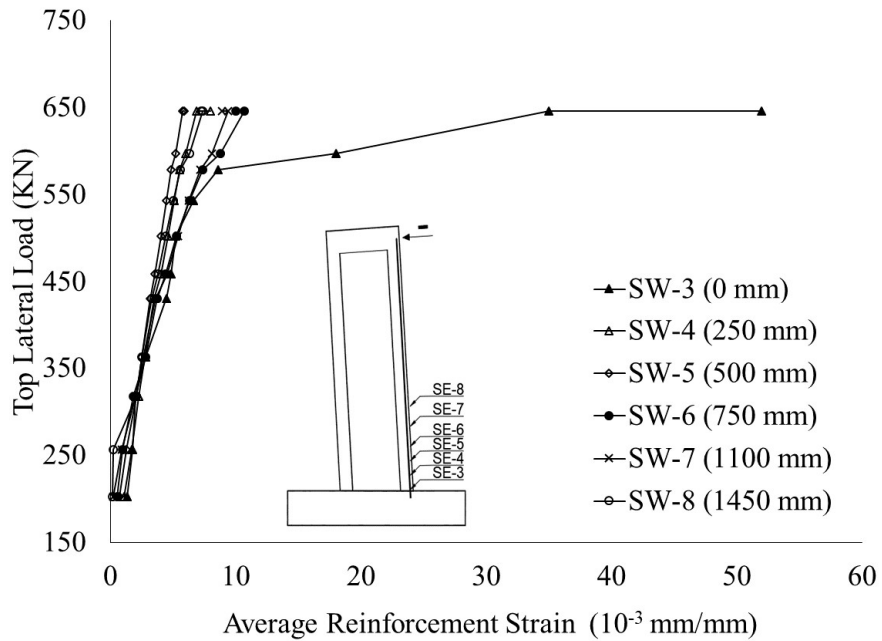 750
650
550
450
350
250
150
Top Lateral Load (KN)
SE-8
SE-7
SE-6
SE-5
SE-4
SE-3
SW-3 (0 mm)
SW-4 (250 mm)
SW-5 (500 mm)
SW-6 (750 mm)
SW-7 (1100 mm)
SW-8 (1450 mm)
0 10 20 30 40 50 60
Average Reinforcement Strain (10⁻³ mm/mm)